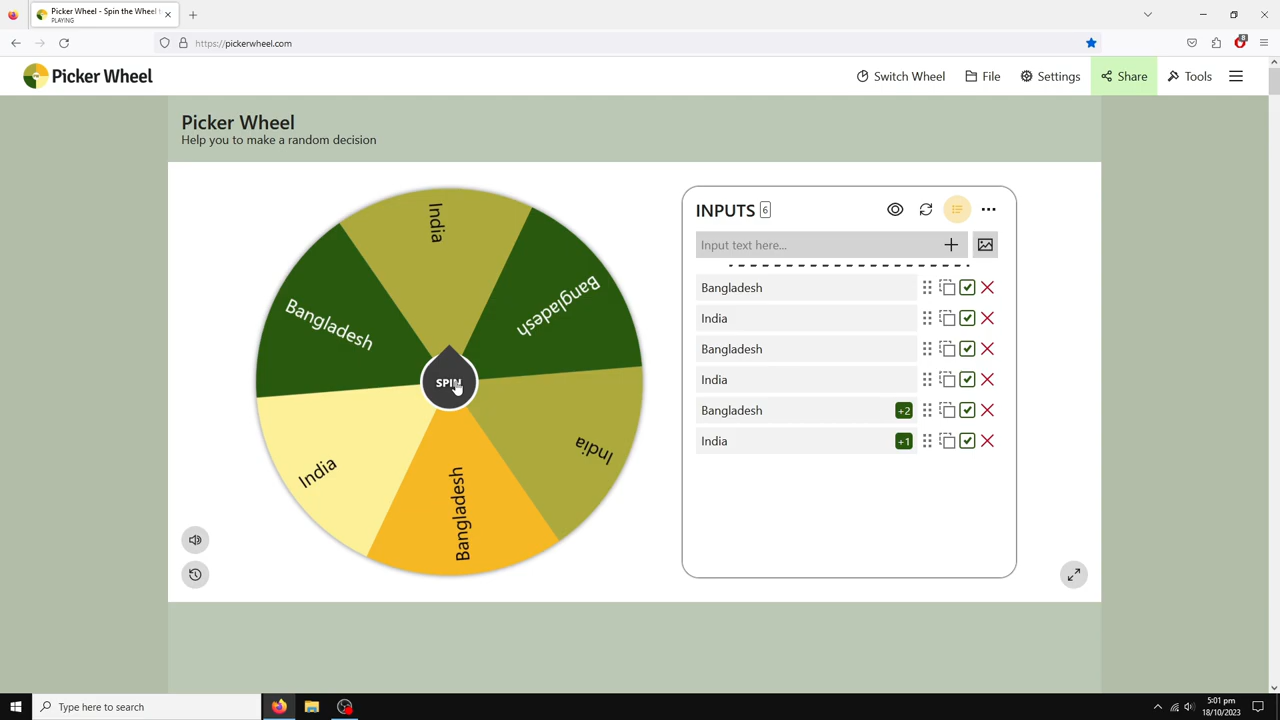 Picker Wheel - Spin the Wheel t
PLAYING
https://pickerwheel.com
3
Picker Wheel
Switch Wheel
File
Settings
Share
Tools
Picker Wheel
Help you to make a random decision
India
Bangladesh
India
Bangladesh
India
Bangladesh
SPIN
INPUTS 6
Input text here...
Bangladesh
India
Bangladesh
India
Bangladesh +2
India +1
Type here to search
5:01 pm
18/10/2023